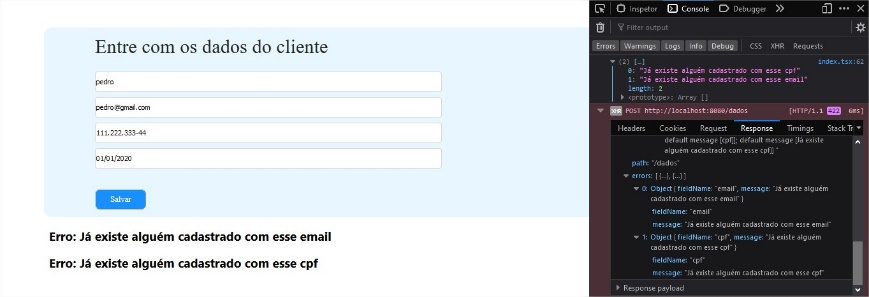 Entre com os dados do cliente
pedro
pedro@gmail.com
111.222.333-44
01/01/2020
Salvar
Erro: Já existe alguém cadastrado com esse email
Erro: Já existe alguém cadastrado com esse cpf
Inspetor Console Debugger
Filter output
Errors Warnings Logs Info Debug CSS XHR Requests
(2) […] index.tsx:62
0: "Já existe alguém cadastrado com esse cpf"
1: "Já existe alguém cadastrado com esse email"
length: 2
<prototype>: Array []
XHR POST http://localhost:8080/dados [HTTP/1.1 422 6ms]
Headers Cookies Request Response Timings Stack Tr
default message [cpf]]; default message [Já existe
alguém cadastrado com esse cpf]] "
path: "/dados"
errors: [ {…}, {…} ]
0: Object { fieldName: "email", message: "Já existe alguém
cadastrado com esse email" }
fieldName: "email"
message: "Já existe alguém cadastrado com esse email"
1: Object { fieldName: "cpf", message: "Já existe alguém
cadastrado com esse cpf" }
fieldName: "cpf"
message: "Já existe alguém cadastrado com esse cpf"
Response payload